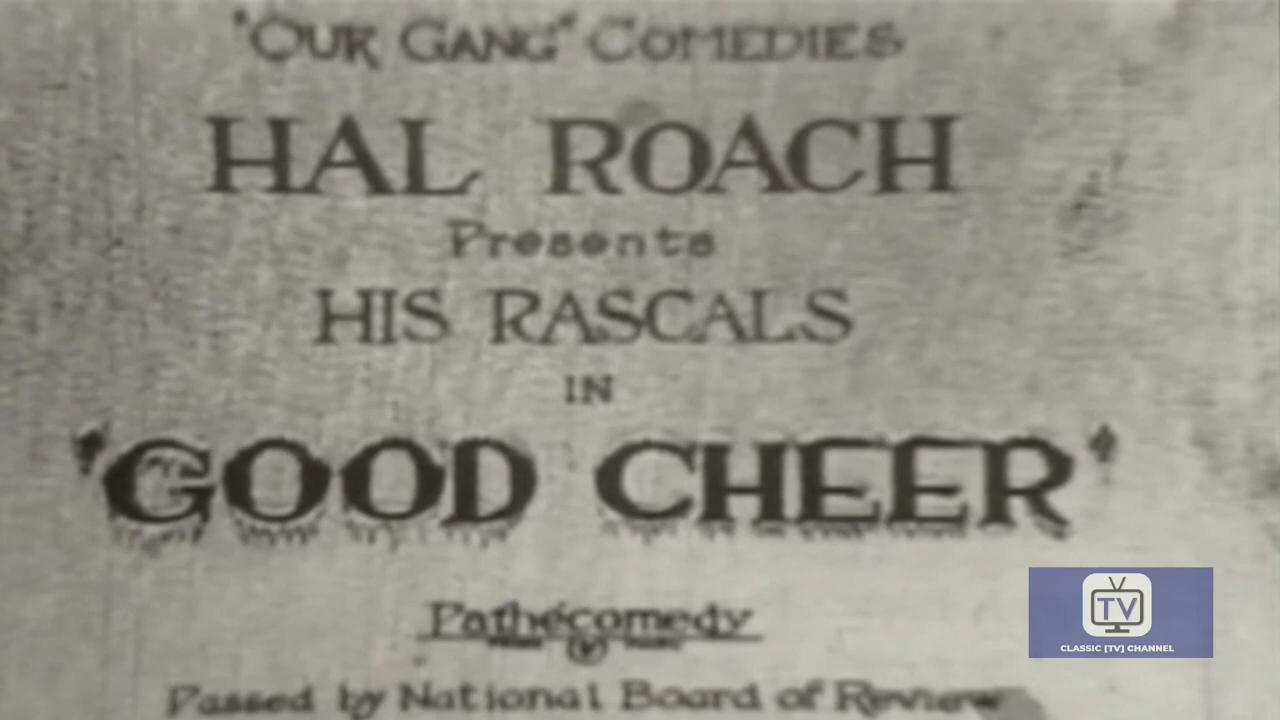 "OUR GANG" COMEDIES
HAL ROACH
Presents
HIS RASCALS
IN
'GOOD CHEER'
Pathécomedy
Passed by National Board of Review
TV
CLASSIC [TV] CHANNEL